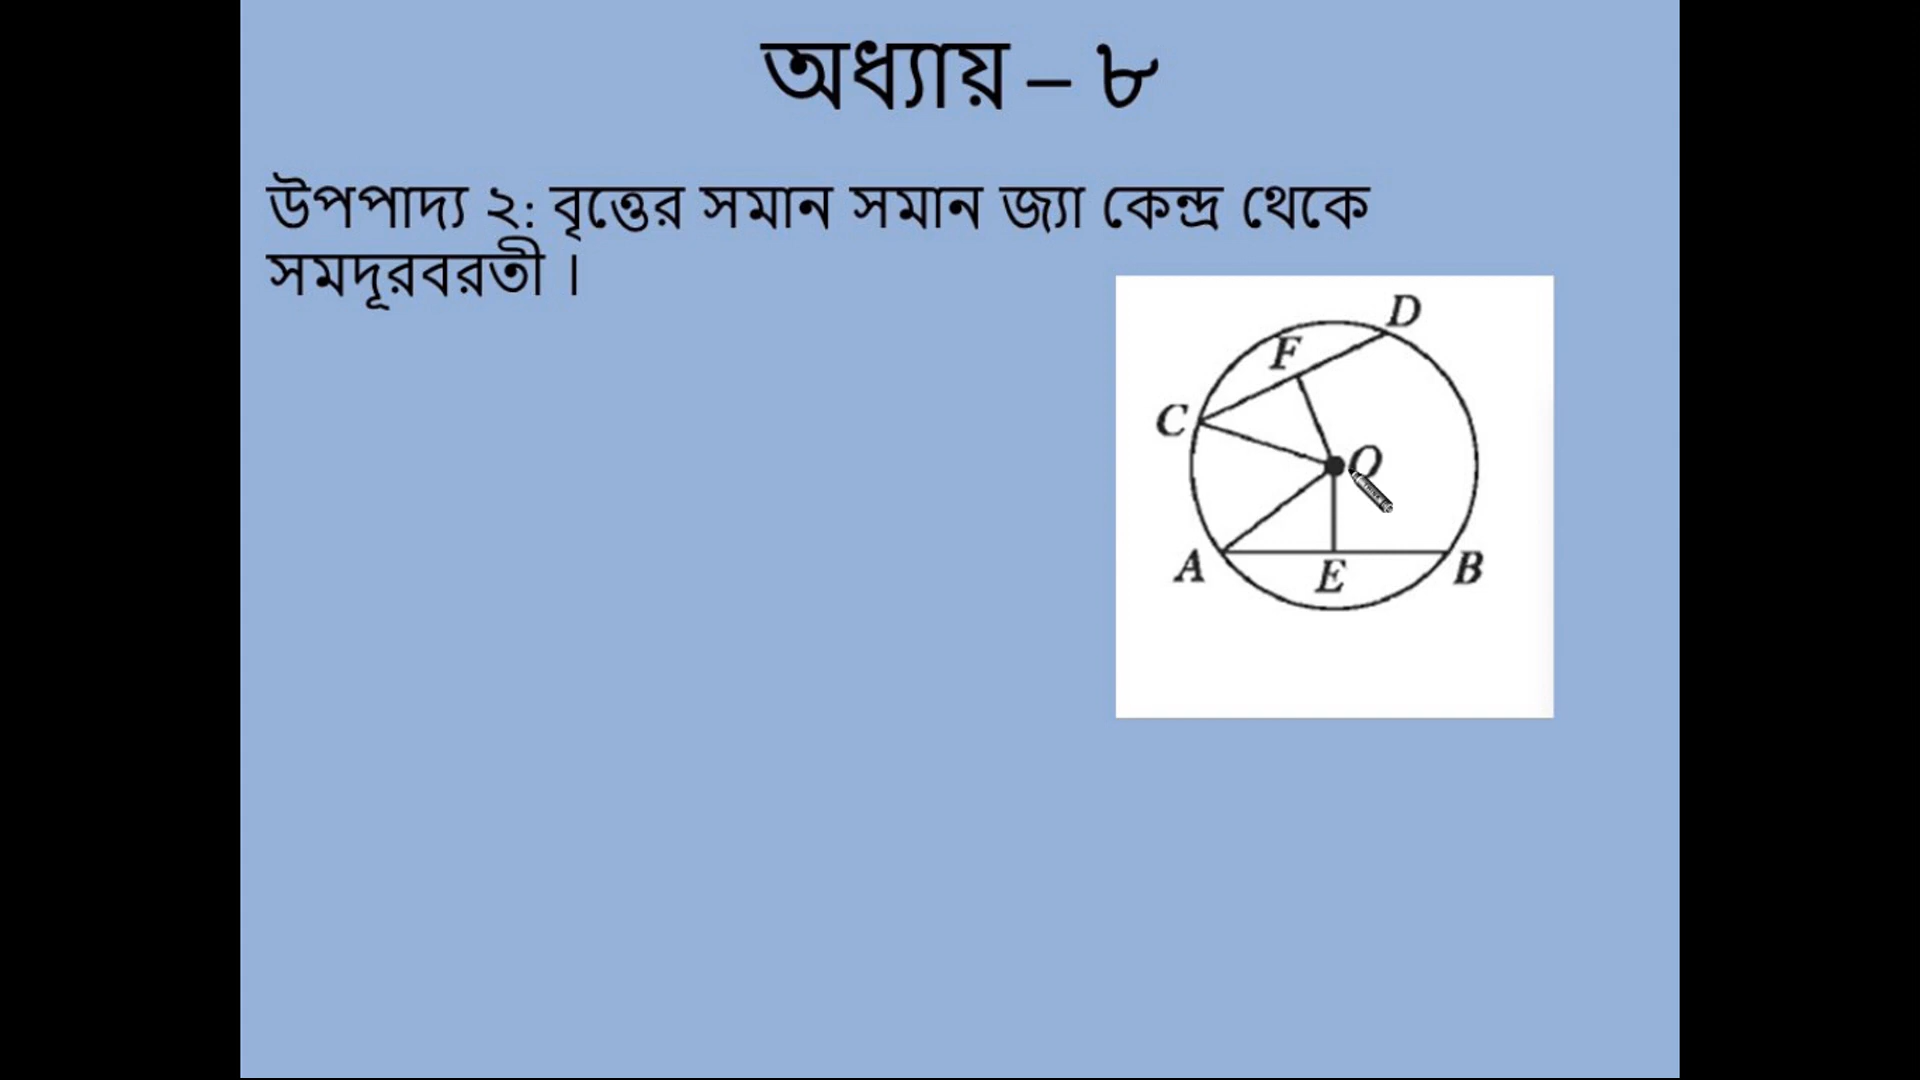 অধ্যায় – ৮
উপপাদ্য ২: বৃত্তের সমান সমান জ্যা কেন্দ্র থেকে
সমদূরবরতী।
D
F
C
O
A
E
B